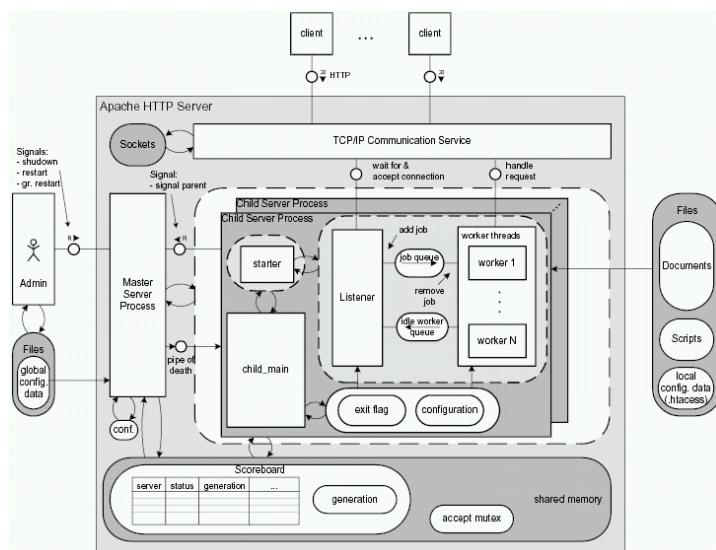 client
...
client
HTTP
Apache HTTP Server
Sockets
TCP/IP Communication Service
Signals:
- shudown
- restart
- gr. restart
Signal:
- signal parent
wait for &
accept connection
handle
request
Child Server Process
Child Server Process
Files
Documents
Scripts
local
config. data
(.htacess)
R
R
Admin
Master
Server
Process
starter
Listener
add job
job queue
remove
job
idle worker
queue
worker threads
worker 1
worker N
Files
global
config.
data
pipe of
death
conf.
child_main
exit flag
configuration
Scoreboard
server status generation ...
generation
shared memory
accept mutex